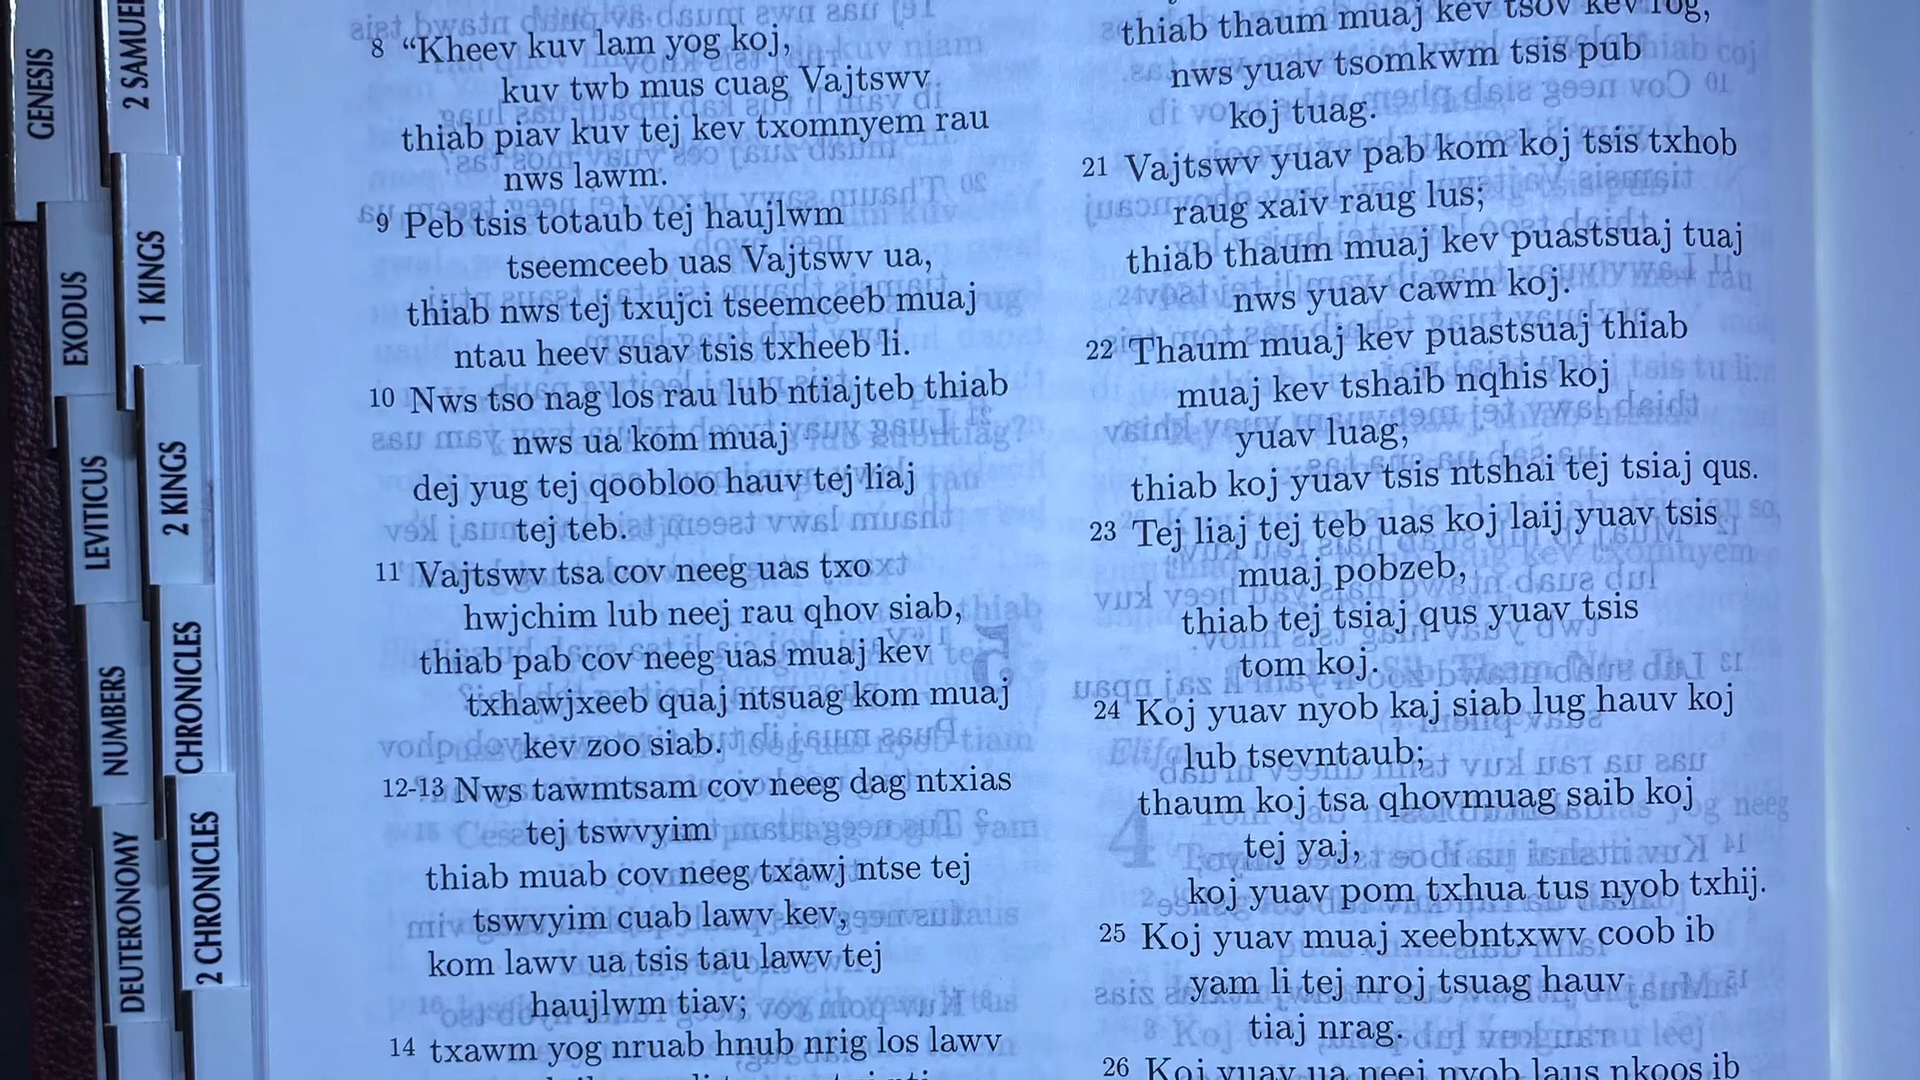 GENESIS
EXODUS
LEVITICUS
NUMBERS
DEUTERONOMY
2 SAMUE
1 KINGS
2 KINGS
CHRONICLES
2 CHRONICLES
8 “Kheev kuv lam yog koj,
kuv twb mus cuag Vajtswv
thiab piav kuv tej kev txomnyem rau
nws lawm.
9 Peb tsis totaub tej haujlwm
tseemceeb uas Vajtswv ua,
thiab nws tej txujci tseemceeb muaj
ntau heev suav tsis txheeb li.
10 Nws tso nag los rau lub ntiajteb thiab
nws ua kom muaj
dej yug tej qoobloo hauv tej liaj
tej teb.
11 Vajtswv tsa cov neeg uas txo
hwjchim lub neej rau qhov siab,
thiab pab cov neeg uas muaj kev
txhawjxeeb quaj ntsuag kom muaj
kev zoo siab.
12-13 Nws tawmtsam cov neeg dag ntxias
tej tswvyim
thiab muab cov neeg txawj ntse tej
tswvyim cuab lawv kev,
kom lawv ua tsis tau lawv tej
haujlwm tiav;
14 txawm yog nruab hnub nrig los lawv
thiab thaum muaj kev tsov kev rog,
nws yuav tsomkwm tsis pub
koj tuag.
21 Vajtswv yuav pab kom koj tsis txhob
raug xaiv raug lus;
thiab thaum muaj kev puastsuaj tuaj
nws yuav cawm koj.
22 Thaum muaj kev puastsuaj thiab
muaj kev tshaib nqhis koj
yuav luag,
thiab koj yuav tsis ntshai tej tsiaj qus.
23 Tej liaj tej teb uas koj laij yuav tsis
muaj pobzeb,
thiab tej tsiaj qus yuav tsis
tom koj.
24 Koj yuav nyob kaj siab lug hauv koj
lub tsevntaub;
thaum koj tsa qhovmuag saib koj
tej yaj,
koj yuav pom txhua tus nyob txhij.
25 Koj yuav muaj xeebntxwv coob ib
yam li tej nroj tsuag hauv
tiaj nrag.
26 Koj yuav ua neej nyob laus nkoos ib